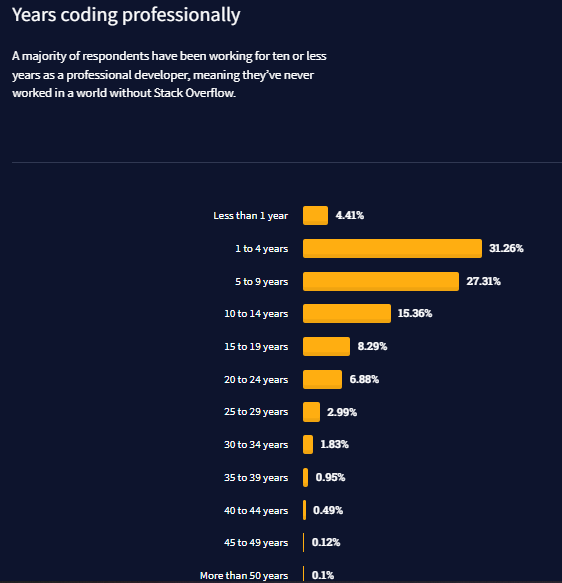 Years coding professionally
A majority of respondents have been working for ten or less
years as a professional developer, meaning they've never
worked in a world without Stack Overflow.
Less than 1 year 4.41%
1 to 4 years 31.26%
5 to 9 years 27.31%
10 to 14 years 15.36%
15 to 19 years 8.29%
20 to 24 years 6.88%
25 to 29 years 2.99%
30 to 34 years 1.83%
35 to 39 years 0.95%
40 to 44 years 0.49%
45 to 49 years 0.12%
More than 50 years 0.1%